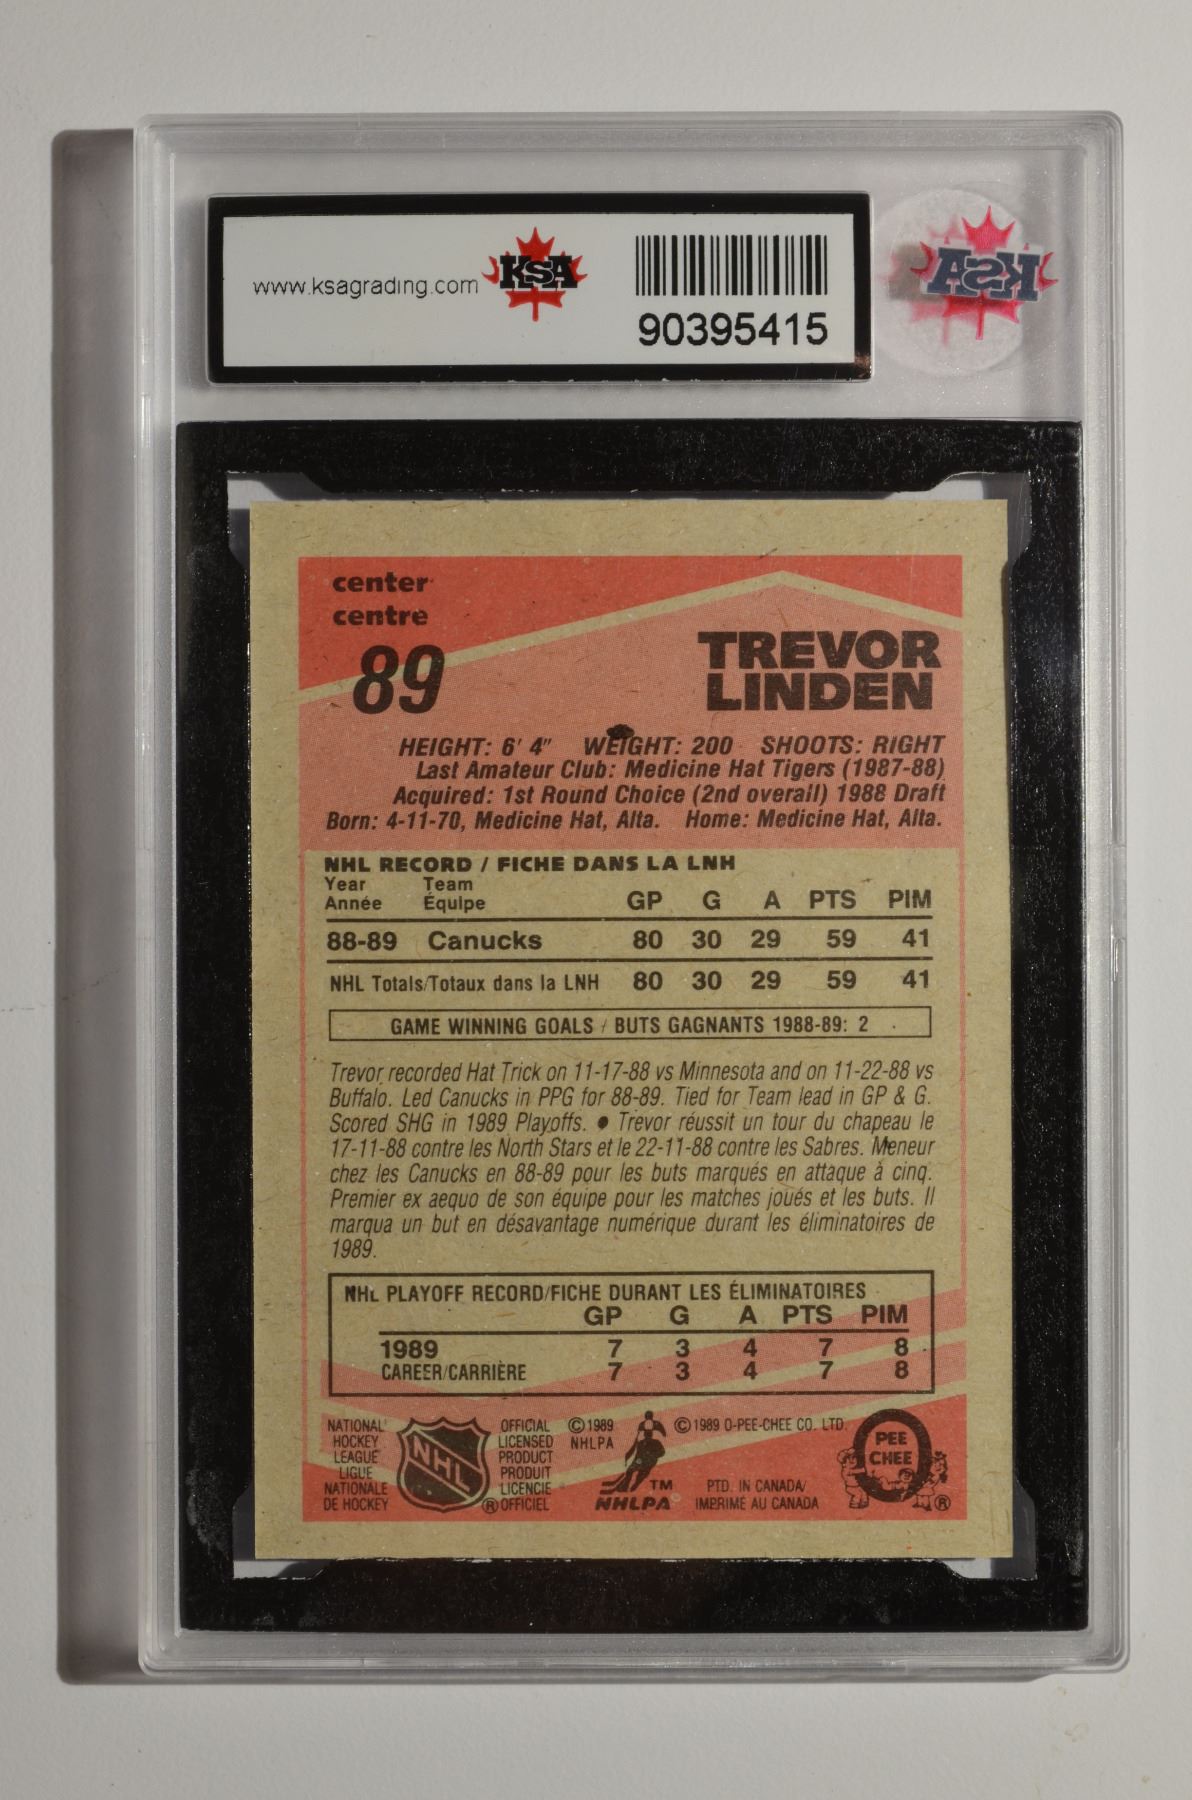 www.ksagrading.com KSA
90395415
KSA
center
centre
89
TREVOR
LINDEN
HEIGHT: 6' 4" WEIGHT: 200 SHOOTS: RIGHT
Last Amateur Club: Medicine Hat Tigers (1987-88)
Acquired: 1st Round Choice (2nd overall) 1988 Draft
Born: 4-11-70, Medicine Hat, Alta. Home: Medicine Hat, Alta.
NHL RECORD / FICHE DANS LA LNH
Year Team
Année Équipe GP G A PTS PIM
88-89 Canucks 80 30 29 59 41
NHL Totals/Totaux dans la LNH 80 30 29 59 41
GAME WINNING GOALS / BUTS GAGNANTS 1988-89: 2
Trevor recorded Hat Trick on 11-17-88 vs Minnesota and on 11-22-88 vs
Buffalo. Led Canucks in PPG for 88-89. Tied for Team lead in GP & G.
Scored SHG in 1989 Playoffs. ● Trevor réussit un tour du chapeau le
17-11-88 contre les North Stars et le 22-11-88 contre les Sabres. Meneur
chez les Canucks en 88-89 pour les buts marqués en attaque à cinq.
Premier ex aequo de son équipe pour les matches joués et les buts. Il
marqua un but en désavantage numérique durant les éliminatoires de
1989.
NHL PLAYOFF RECORD/FICHE DURANT LES ÉLIMINATOIRES
GP G A PTS PIM
1989 7 3 4 7 8
CAREER/CARRIÈRE 7 3 4 7 8
NATIONAL
HOCKEY
LEAGUE
LIGUE
NATIONALE
DE HOCKEY
NHL
OFFICIAL
LICENSED
PRODUCT
PRODUIT
LICENCIE
® OFFICIEL
© 1989
NHLPA
TM
NHLPA
© 1989 O-PEE-CHEE CO. LTD.
PTD. IN CANADA/
IMPRIMÉ AU CANADA
PEE
CHEE
®